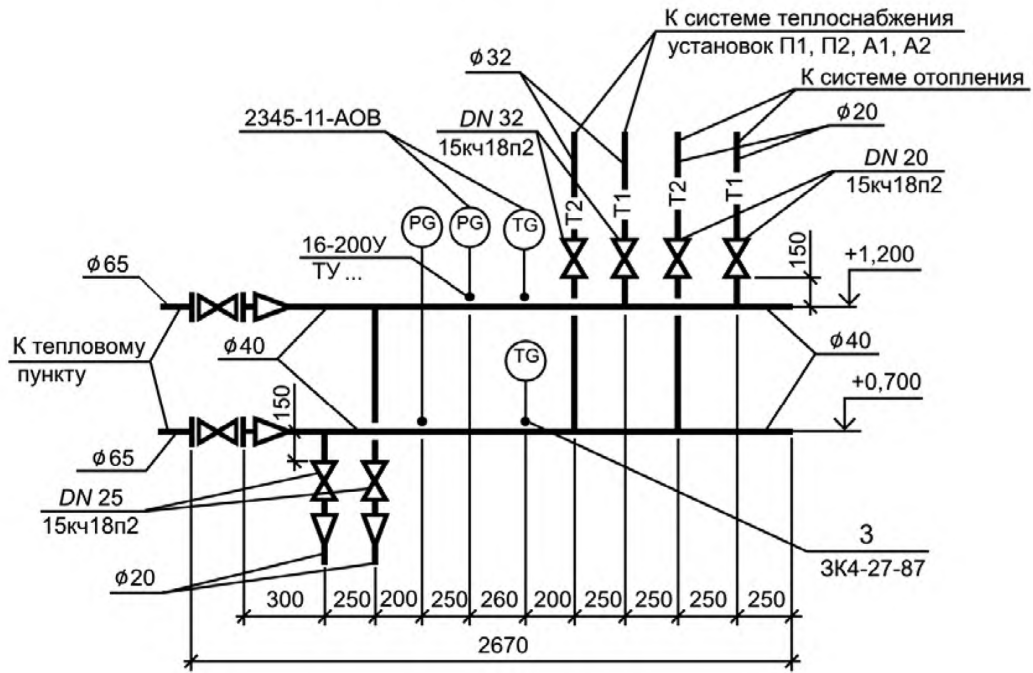 К системе теплоснабжения
установок П1, П2, А1, А2
ϕ32
К системе отопления
2345-11-АОВ
DN 32
15кч18п2
ϕ20
DN 20
15кч18п2
T2
T1
T2
T1
PG
PG
TG
16-200У
ТУ ...
150
+1,200
ϕ65
К тепловому
пункту
ϕ40
TG
ϕ40
+0,700
150
ϕ65
DN 25
15кч18п2
3
ЗК4-27-87
ϕ20
300
250
200
250
260
200
250
250
250
250
2670